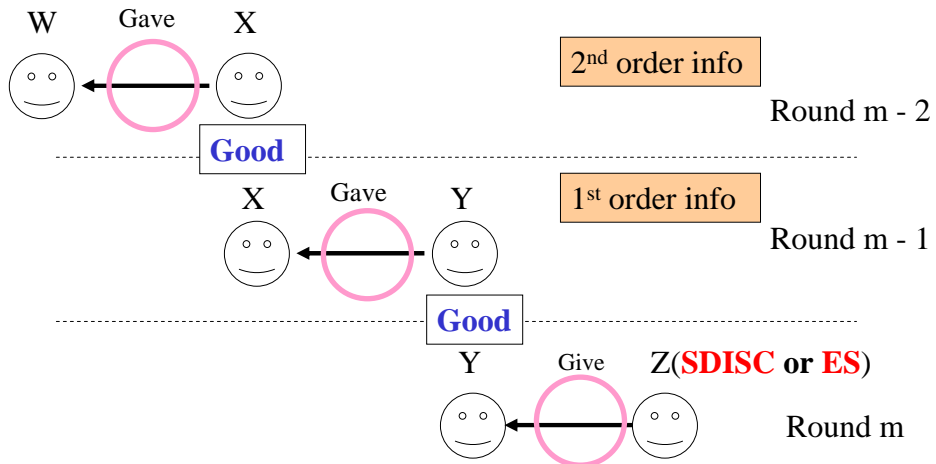 W Gave X
2nd order info
Round m - 2
Good
X Gave Y
1st order info
Round m - 1
Good
Y Give Z(SDISC or ES)
Round m